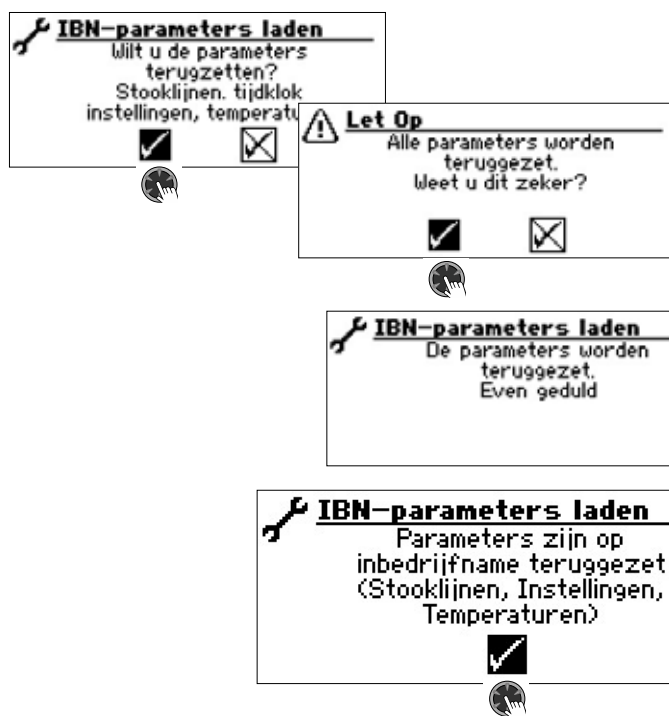 IBN-parameters laden
Wilt u de parameters
terugzetten?
Stooklijnen. tijdklok
instellingen,
Let Op
Alle parameters worden
teruggezet.
Weet u dit zeker?
IBN-parameters laden
De parameters worden
teruggezet.
Even geduld
IBN-parameters laden
Parameters zijn op
inbedrijfname teruggezet
(Stooklijnen, Instellingen,
Temperaturen)